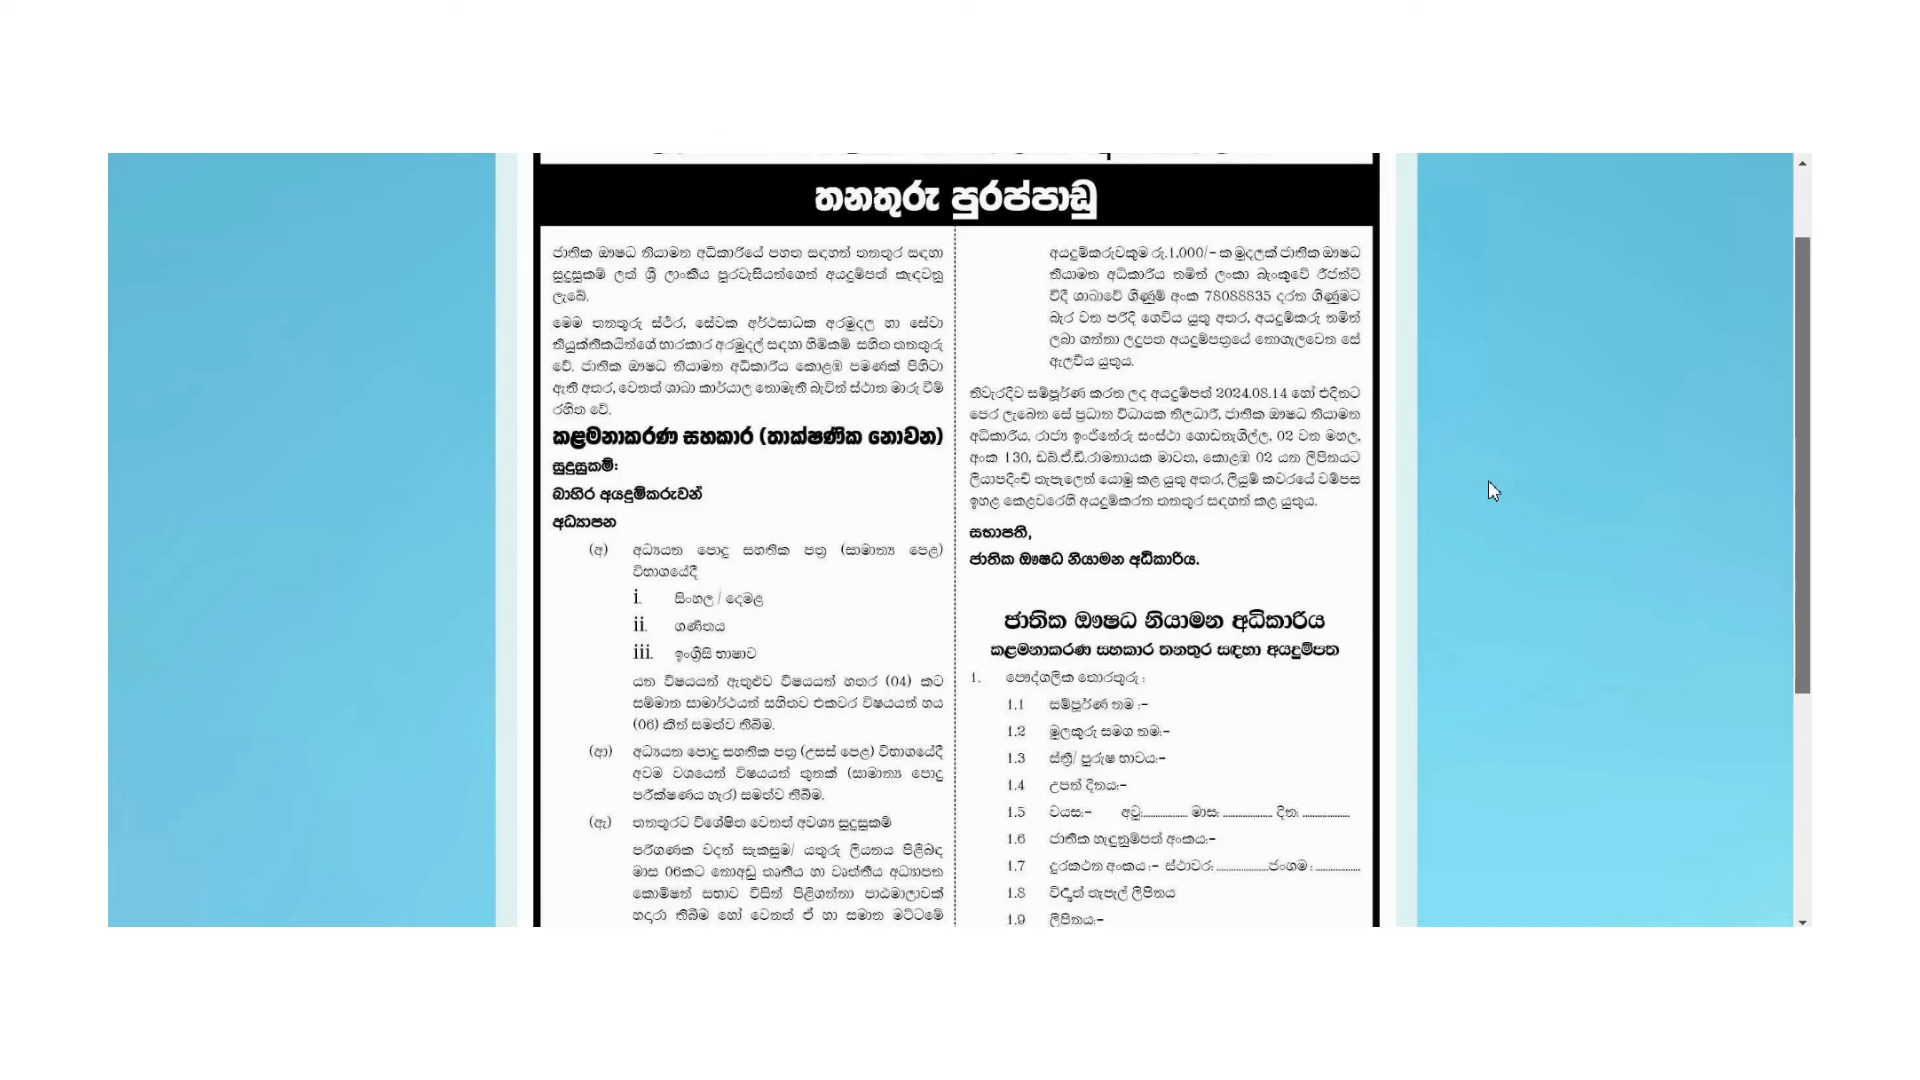 තනතුරු පුරප්පාඩු
ජාතික ඖෂධ නියාමන අධිකාරියේ පහත සඳහන් තනතුර සඳහා
සුදුසුකම් ලත් ශ්‍රී ලාංකීය පුරවැසියන්ගෙන් අයදුම්පත් කැඳවනු
ලැබේ.
මෙම තනතුරු ස්ථිර, සේවක අර්ථසාධක අරමුදල හා සේවා
නියුක්තිකයින්ගේ භාරකාර අරමුදල් සඳහා හිමිකම් සහිත තනතුරු
වේ. ජාතික ඖෂධ නියාමන අධිකාරිය කොළඹ පමණක් පිහිටා
ඇති අතර, වෙනත් ශාඛා කාර්යාල නොමැති බැවින් ස්ථාන මාරු වීම්
රහිත වේ.
කළමනාකරණ සහකාර (තාක්ෂණික නොවන)
සුදුසුකම්:
බාහිර අයදුම්කරුවන්
අධ්‍යාපන
(අ) අධ්‍යයන පොදු සහතික පත්‍ර (සාමාන්‍ය පෙළ)
විභාගයේදී
i. සිංහල / දෙමළ
ii. ගණිතය
iii. ඉංග්‍රීසි භාෂාව
යන විෂයයන් ඇතුළුව විෂයයන් හතර (04) කට
සම්මාන සාමාර්ථයන් සහිතව එකවර විෂයයන් හය
(06) කින් සමත්ව තිබීම.
(ආ) අධ්‍යයන පොදු සහතික පත්‍ර (උසස් පෙළ) විභාගයේදී
අවම වශයෙන් විෂයයන් තුනක් (සාමාන්‍ය පොදු
පරීක්ෂණය හැර) සමත්ව තිබීම.
(ඇ) තනතුරට විශේෂිත වෙනත් අවශ්‍ය සුදුසුකම්
පරිගණක වදන් සැකසුම්/ යතුරු ලියනය පිළිබඳ
මාස 06කට නොඅඩු තෘතීය හා වෘත්තීය අධ්‍යාපන
කොමිෂන් සභාව විසින් පිළිගන්නා පාඨමාලාවක්
හදාරා තිබීම හෝ වෙනත් ඒ හා සමාන මට්ටමේ
අයදුම්කරුවකුම රු.1,000/- ක මුදලක් ජාතික ඖෂධ
නියාමන අධිකාරිය නමින් ලංකා බැංකුවේ රීජන්ට්
වීදී ශාඛාවේ ගිණුම් අංක 78088835 දරන ගිණුමට
බැර වන පරිදි ගෙවිය යුතු අතර, අයදුම්කරු නමින්
ලබා ගන්නා ලදුපත අයදුම්පත්‍රයේ නොගැලවෙන සේ
ඇලවිය යුතුය.
නිවැරදිව සම්පූර්ණ කරන ලද අයදුම්පත් 2024.08.14 හෝ එදිනට
පෙර ලැබෙන සේ ප්‍රධාන විධායක නිලධාරී, ජාතික ඖෂධ නියාමන
අධිකාරිය, රාජ්‍ය ඉංජිනේරු සංස්ථා ගොඩනැගිල්ල, 02 වන මහල,
අංක 130, ඩබ්.ඒ.ඩී.රාමනායක මාවත, කොළඹ 02 යන ලිපිනයට
ලියාපදිංචි තැපෑලෙන් යොමු කළ යුතු අතර, ලියුම් කවරයේ වම්පස
ඉහළ කෙළවරෙහි අයදුම්කරන තනතුර සඳහන් කළ යුතුය.
සභාපති,
ජාතික ඖෂධ නියාමන අධිකාරිය.
ජාතික ඖෂධ නියාමන අධිකාරිය
කළමනාකරණ සහකාර තනතුර සඳහා අයදුම්පත
1. පෞද්ගලික තොරතුරු :
1.1 සම්පූර්ණ නම :-
1.2 මුලකුරු සමග නම:-
1.3 ස්ත්‍රී/ පුරුෂ භාවය:-
1.4 උපන් දිනය:-
1.5 වයස:- අවු:................. මාස: .................. දින: .................
1.6 ජාතික හැඳුනුම්පත් අංකය:-
1.7 දුරකථන අංකය :- ස්ථාවර: ...................ජංගම : ................
1.8 විද්‍යුත් තැපැල් ලිපිනය
1.9 ලිපිනය:-